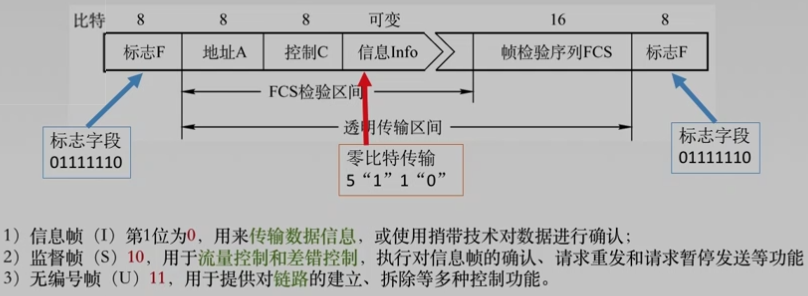 比特 8 8 8 可变 16 8
标志F 地址A 控制C 信息Info 帧检验序列FCS 标志F
FCS检验区间
透明传输区间
标志字段
01111110
零比特传输
5“1”1“0”
标志字段
01111110
1）信息帧（I）第1位为0，用来传输数据信息，或使用捎带技术对数据进行确认；
2）监督帧（S）10，用于流量控制和差错控制，执行对信息帧的确认、请求重发和请求暂停发送等功能
3）无编号帧（U）11，用于提供对链路的建立、拆除等多种控制功能。